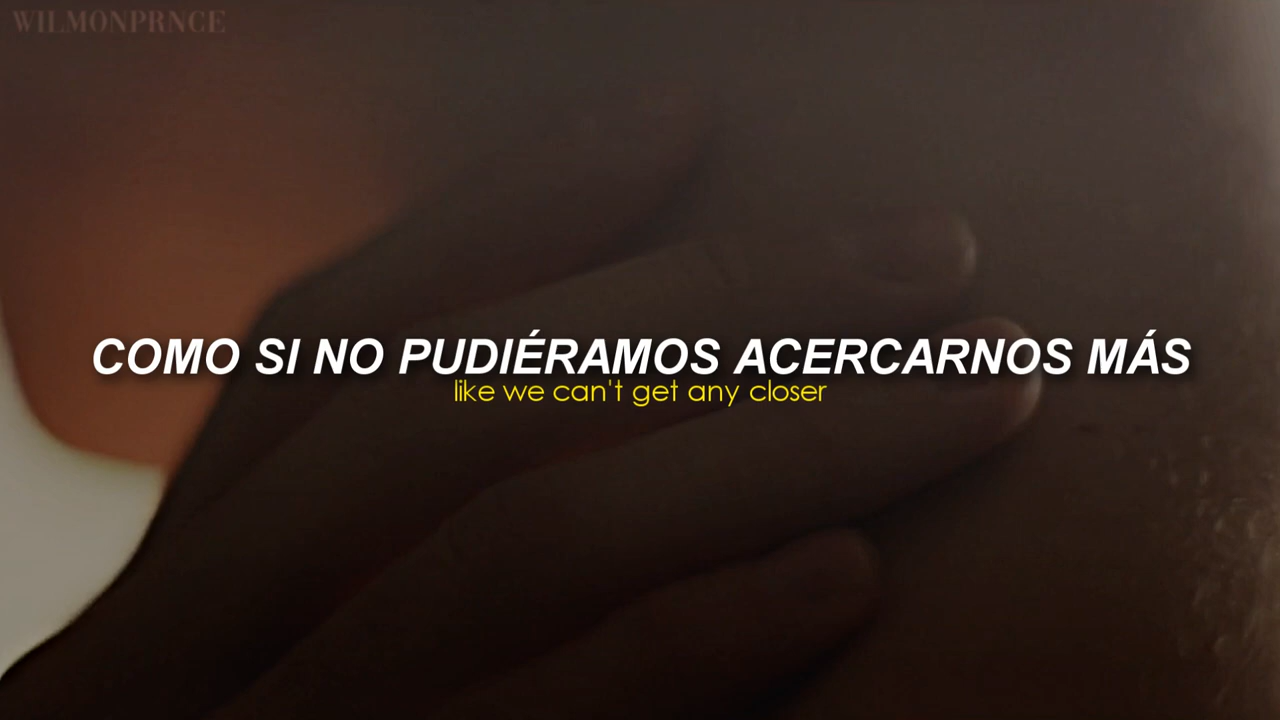 WILMONPRNCE
COMO SI NO PUDIÉRAMOS ACERCARNOS MÁS
like we can't get any closer